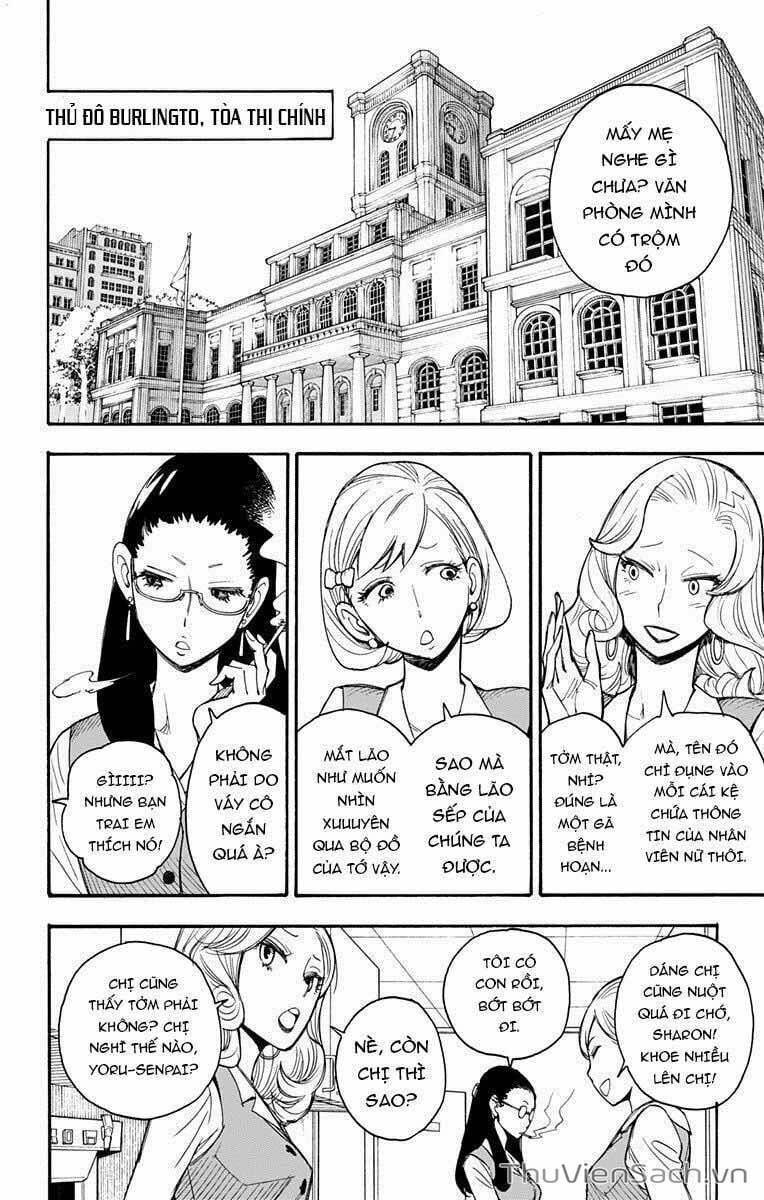 THỦ ĐÔ BURLINGTO, TÒA THỊ CHÍNH
MẤY MẸ
NGHE GÌ
CHƯA? VĂN
PHÒNG MÌNH
CÓ TRỘM
ĐÓ
MÀ, TÊN ĐÓ
CHỈ ĐỤNG VÀO
MỖI CÁI KỆ
CHỨA THÔNG
TIN CỦA NHÂN
VIÊN NỮ THÔI.
TỞM THẬT,
NHỈ?
ĐÚNG LÀ
MỘT GÃ
BỆNH
HOẠN...
SAO MÀ
BẰNG LÃO
SẾP CỦA
CHÚNG TA
ĐƯỢC.
MẮT LÃO
NHƯ MUỐN
NHÌN
XUUUYÊN
QUA BỘ ĐỒ
CỦA TỚ VẬY.
KHÔNG
PHẢI DO
VÁY CÔ
NGẮN
QUÁ À?
GÌIIII?
NHƯNG BẠN
TRAI EM
THÍCH NÓ!
DÁNG CHỊ
CŨNG NUỘT
QUÁ ĐI CHỚ,
SHARON!
KHOE NHIỀU
LÊN CHỊ!
TÔI CÓ
CON RỒI,
BỚT BỚT
ĐI.
NÈ, CÒN
CHỊ THÌ
SAO?
CHỊ CŨNG
THẤY TỞM PHẢI
KHÔNG? CHỊ
NGHĨ THẾ NÀO,
YORU-SENPAI?
ThuVienSach.vn